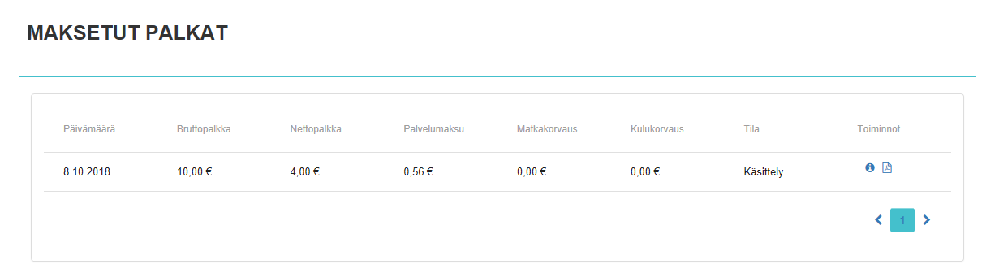 MAKSETUT PALKAT
Päivämäärä Bruttopalkka Nettopalkka Palvelumaksu Matkakorvaus Kulukorvaus Tila Toiminnot
8.10.2018 10,00 € 4,00 € 0,56 € 0,00 € 0,00 € Käsittely
1